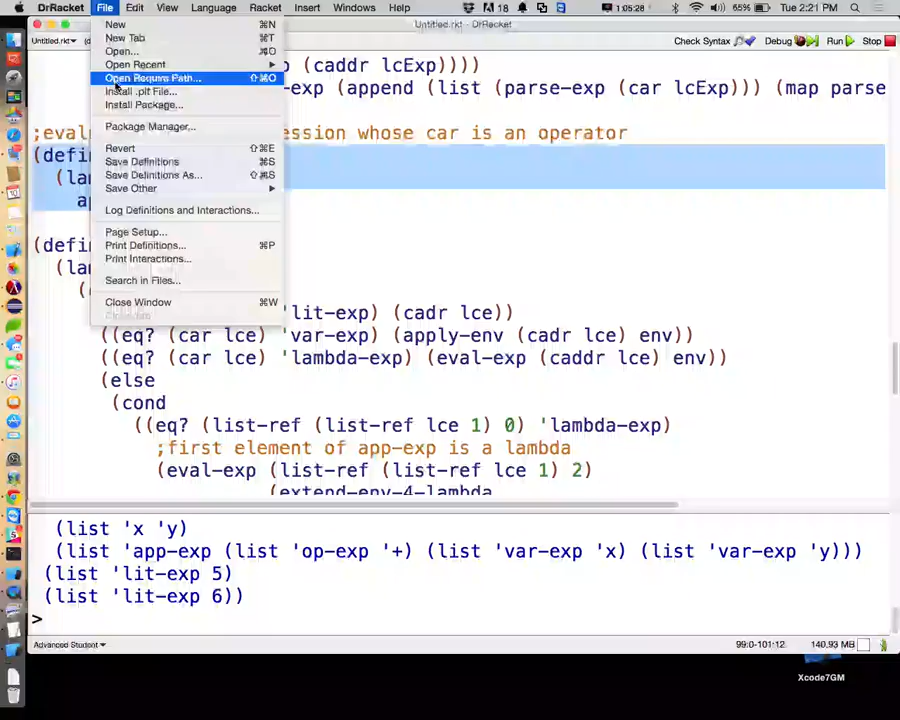 DrRacket File Edit View Language Racket Insert Windows Help 18 1:05:28 65% Tue 2:21 PM
Untitled.rkt - DrRacket
Untitled.rkt (d Check Syntax Debug Run Stop
New ⌘N
New Tab ⌘T
Open... ⌘O
Open Recent
Open Require Path... ⇧⌘O
Install .plt File...
Install Package...
Package Manager...
Revert ⇧⌘E
Save Definitions ⌘S
Save Definitions As... ⇧⌘S
Save Other
Log Definitions and Interactions...
Page Setup...
Print Definitions... ⌘P
Print Interactions...
Search in Files...
Close Window ⌘W
p (caddr lcExp))))
-exp (append (list (parse-exp (car lcExp))) (map parse
;eval ession whose car is an operator
(defin
(lam
ap
(defin
(lam
(
'lit-exp) (cadr lce))
((eq? (car lce) 'var-exp) (apply-env (cadr lce) env))
((eq? (car lce) 'lambda-exp) (eval-exp (caddr lce) env))
(else
(cond
((eq? (list-ref (list-ref lce 1) 0) 'lambda-exp)
;first element of app-exp is a lambda
(eval-exp (list-ref (list-ref lce 1) 2)
(extend-env-4-lambda
(list 'x 'y)
(list 'app-exp (list 'op-exp '+) (list 'var-exp 'x) (list 'var-exp 'y)))
(list 'lit-exp 5)
(list 'lit-exp 6))
>
Advanced Student 99:0-101:12 140.93 MB
Xcode7GM